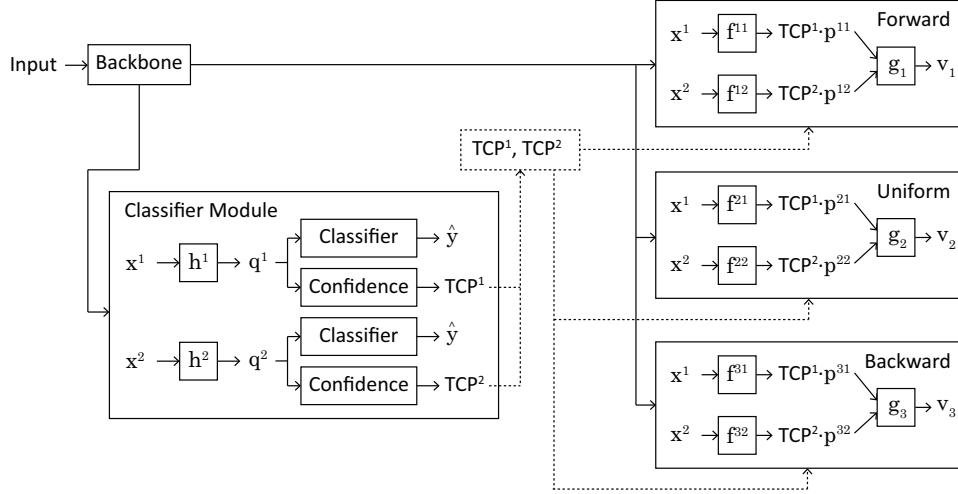 Input
Backbone
Classifier Module
x¹
h¹
q¹
Classifier
ŷ
Confidence
TCP¹
x²
h²
q²
Classifier
ŷ
Confidence
TCP²
TCP¹, TCP²
Forward
x¹
f¹¹
TCP¹·p¹¹
x²
f¹²
TCP²·p¹²
g₁
v₁
Uniform
x¹
f²¹
TCP¹·p²¹
x²
f²²
TCP²·p²²
g₂
v₂
Backward
x¹
f³¹
TCP¹·p³¹
x²
f³²
TCP²·p³²
g₃
v₃